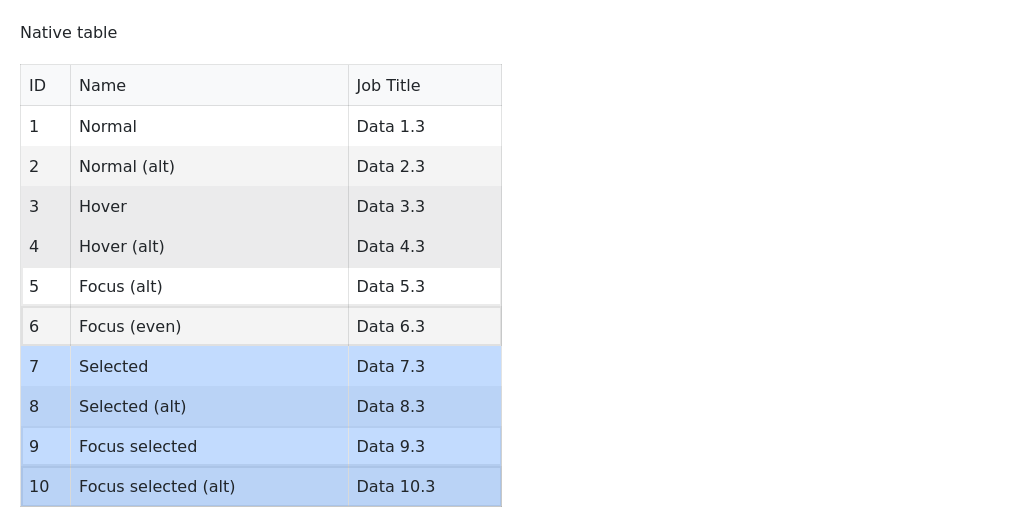 Native table
ID Name Job Title
1 Normal Data 1.3
2 Normal (alt) Data 2.3
3 Hover Data 3.3
4 Hover (alt) Data 4.3
5 Focus (alt) Data 5.3
6 Focus (even) Data 6.3
7 Selected Data 7.3
8 Selected (alt) Data 8.3
9 Focus selected Data 9.3
10 Focus selected (alt) Data 10.3